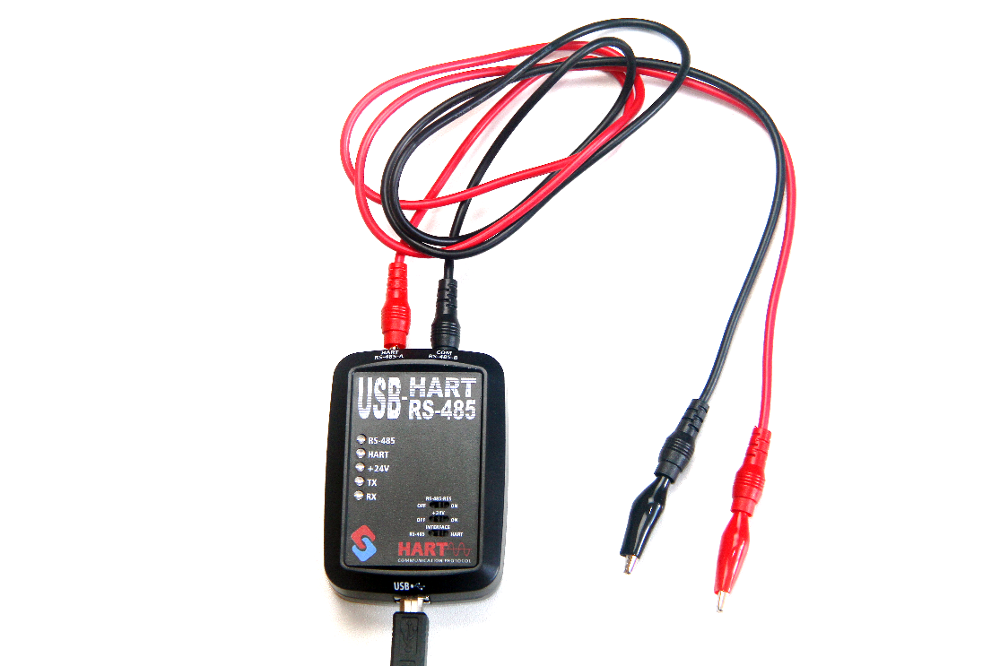 HART
RS-485-A
COM
RS-485-B
USB-HART
RS-485
RS-485
HART
+24V
TX
RX
RS-485-RES
OFF ON
+24V
OFF ON
INTERFACE
RS-485 HART
HART
COMMUNICATION PROTOCOL
USB